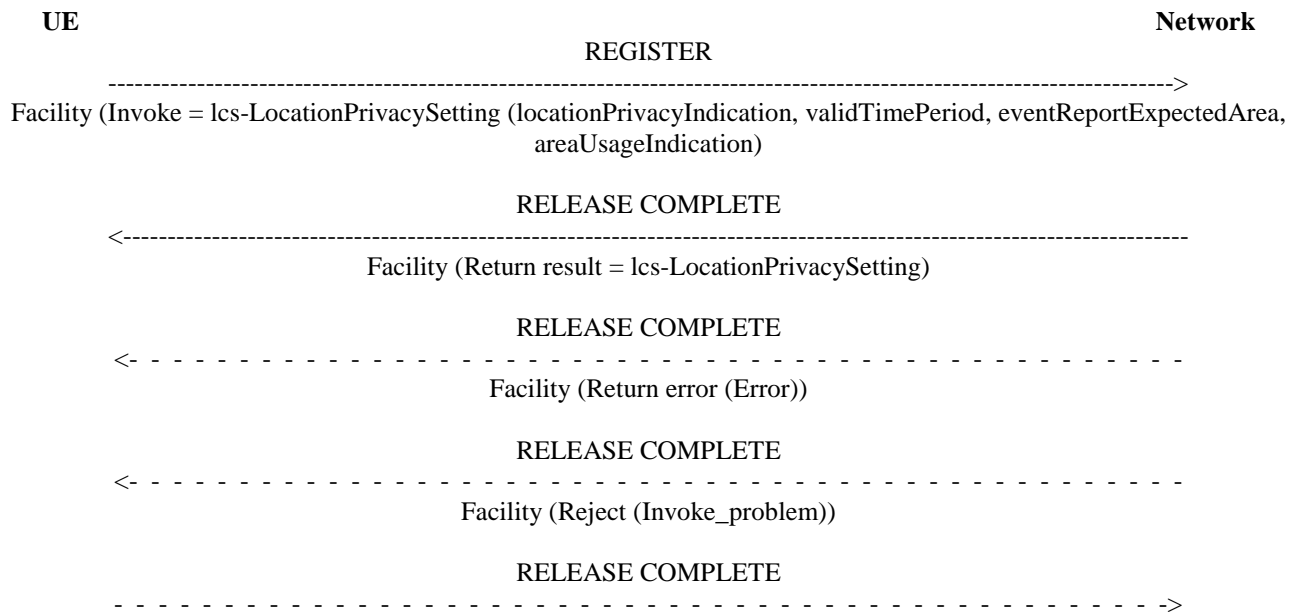 UE Network
REGISTER
------------------------------------------------------------------------------------------------------------------------>
Facility (Invoke = lcs-LocationPrivacySetting (locationPrivacyIndication, validTimePeriod, eventReportExpectedArea,
areaUsageIndication)
RELEASE COMPLETE
<------------------------------------------------------------------------------------------------------------------------
Facility (Return result = lcs-LocationPrivacySetting)
RELEASE COMPLETE
<- - - - - - - - - - - - - - - - - - - - - - - - - - - - - - - - - - - - - - - - - - - - - - - -
Facility (Return error (Error))
RELEASE COMPLETE
<- - - - - - - - - - - - - - - - - - - - - - - - - - - - - - - - - - - - - - - - - - - - - - - -
Facility (Reject (Invoke_problem))
RELEASE COMPLETE
- - - - - - - - - - - - - - - - - - - - - - - - - - - - - - - - - - - - - - - - - - - - - - - ->